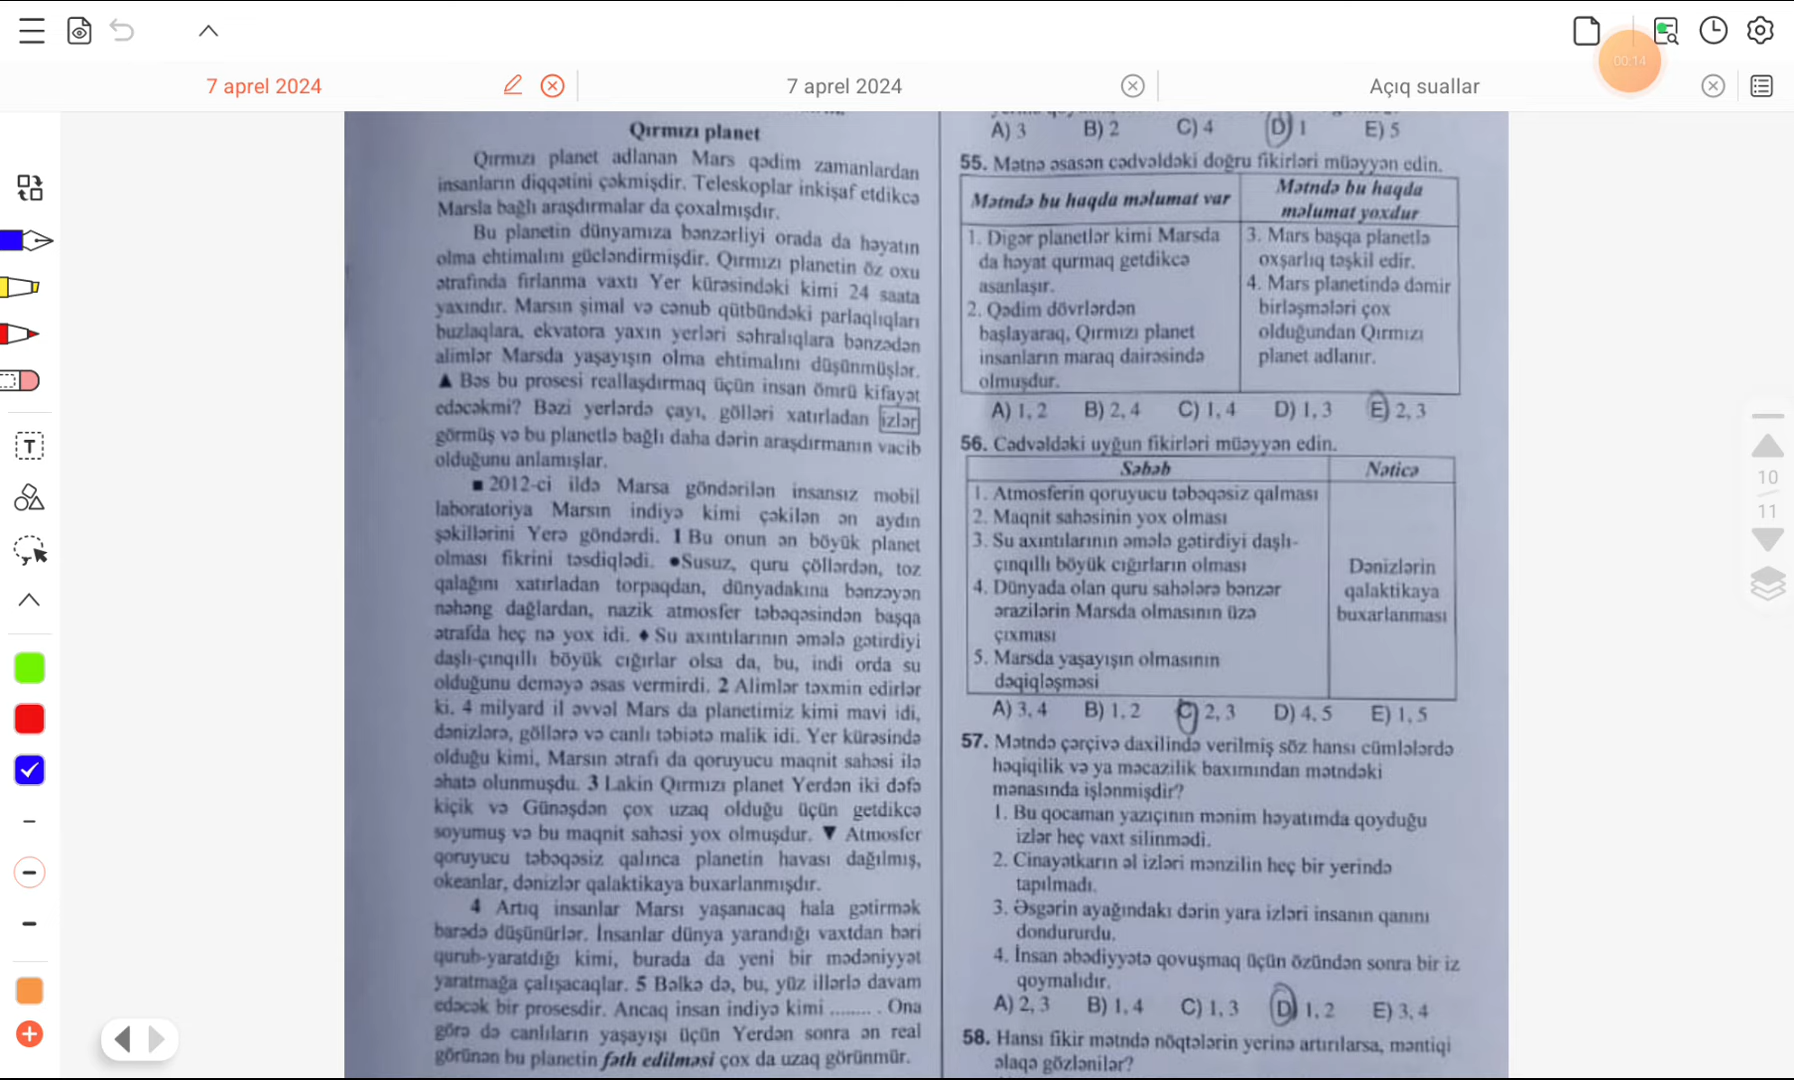 00:14
7 aprel 2024
7 aprel 2024
Açıq suallar
Qırmızı planet
Qırmızı planet adlanan Mars qədim zamanlardan
insanların diqqətini çəkmişdir. Teleskoplar inkişaf etdikcə
Marsla bağlı araşdırmalar da çoxalmışdır.
Bu planetin dünyamıza bənzərliyi orada da həyatın
olma ehtimalını gücləndirmişdir. Qırmızı planetin öz oxu
ətrafında fırlanma vaxtı Yer kürəsindəki kimi 24 saata
yaxındır. Marsın şimal və cənub qütbündəki parlaqlıqları
buzlaqlara, ekvatora yaxın yerləri səhralıqlara bənzədən
alimlər Marsda yaşayışın olma ehtimalını düşünmüşlər.
▲ Bəs bu prosesi reallaşdırmaq üçün insan ömrü kifayət
edəcəkmi? Bəzi yerlərdə çayı, gölləri xatırladan izlər
görmüş və bu planetlə bağlı daha dərin araşdırmanın vacib
olduğunu anlamışlar.
■ 2012-ci ildə Marsa göndərilən insansız mobil
laboratoriya Marsın indiyə kimi çəkilən ən aydın
şəkillərini Yerə göndərdi. 1 Bu onun ən böyük planet
olması fikrini təsdiqlədi. ●Susuz, quru çöllərdən, toz
qalağını xatırladan torpaqdan, dünyadakına bənzəyən
nəhəng dağlardan, nazik atmosfer təbəqəsindən başqa
ətrafda heç nə yox idi. ♦ Su axıntılarının əmələ gətirdiyi
daşlı-çınqıllı böyük cığırlar olsa da, bu, indi orda su
olduğunu deməyə əsas vermirdi. 2 Alimlər təxmin edirlər
ki, 4 milyard il əvvəl Mars da planetimiz kimi mavi idi,
dənizlərə, göllərə və canlı təbiətə malik idi. Yer kürəsində
olduğu kimi, Marsın ətrafı da qoruyucu maqnit sahəsi ilə
əhatə olunmuşdu. 3 Lakin Qırmızı planet Yerdən iki dəfə
kiçik və Günəşdən çox uzaq olduğu üçün getdikcə
soyumuş və bu maqnit sahəsi yox olmuşdur. ▼ Atmosfer
qoruyucu təbəqəsiz qalınca planetin havası dağılmış,
okeanlar, dənizlər qalaktikaya buxarlanmışdır.
4 Artıq insanlar Marsı yaşanacaq hala gətirmək
barədə düşünürlər. İnsanlar dünya yarandığı vaxtdan bəri
qurub-yaratdığı kimi, burada da yeni bir mədəniyyət
yaratmağa çalışacaqlar. 5 Bəlkə də, bu, yüz illərlə davam
edəcək bir prosesdir. Ancaq insan indiyə kimi ........ . Ona
görə də canlıların yaşayışı üçün Yerdən sonra ən real
görünən bu planetin fəth edilməsi çox da uzaq görünmür.
A) 3 B) 2 C) 4 D) 1 E) 5
55. Mətnə əsasən cədvəldəki doğru fikirləri müəyyən edin.
Mətndə bu haqda məlumat var
Mətndə bu haqda
məlumat yoxdur
1. Digər planetlər kimi Marsda
da həyat qurmaq getdikcə
asanlaşır.
2. Qədim dövrlərdən
başlayaraq, Qırmızı planet
insanların maraq dairəsində
olmuşdur.
3. Mars başqa planetlə
oxşarlıq təşkil edir.
4. Mars planetində dəmir
birləşmələri çox
olduğundan Qırmızı
planet adlanır.
A) 1, 2 B) 2, 4 C) 1, 4 D) 1, 3 E) 2, 3
56. Cədvəldəki uyğun fikirləri müəyyən edin.
Səbəb
Nəticə
1. Atmosferin qoruyucu təbəqəsiz qalması
2. Maqnit sahəsinin yox olması
3. Su axıntılarının əmələ gətirdiyi daşlı-
çınqıllı böyük cığırların olması
4. Dünyada olan quru sahələrə bənzər
ərazilərin Marsda olmasının üzə
çıxması
5. Marsda yaşayışın olmasının
dəqiqləşməsi
Dənizlərin
qalaktikaya
buxarlanması
A) 3, 4 B) 1, 2 C) 2, 3 D) 4, 5 E) 1, 5
57. Mətndə çərçivə daxilində verilmiş söz hansı cümlələrdə
həqiqilik və ya məcazilik baxımından mətndəki
mənasında işlənmişdir?
1. Bu qocaman yazıçının mənim həyatımda qoyduğu
izlər heç vaxt silinmədi.
2. Cinayətkarın əl izləri mənzilin heç bir yerində
tapılmadı.
3. Əsgərin ayağındakı dərin yara izləri insanın qanını
dondururdu.
4. İnsan əbədiyyətə qovuşmaq üçün özündən sonra bir iz
qoymalıdır.
A) 2, 3 B) 1, 4 C) 1, 3 D) 1, 2 E) 3, 4
58. Hansı fikir mətndə nöqtələrin yerinə artırılarsa, məntiqi
əlaqə gözlənilər?
10
11